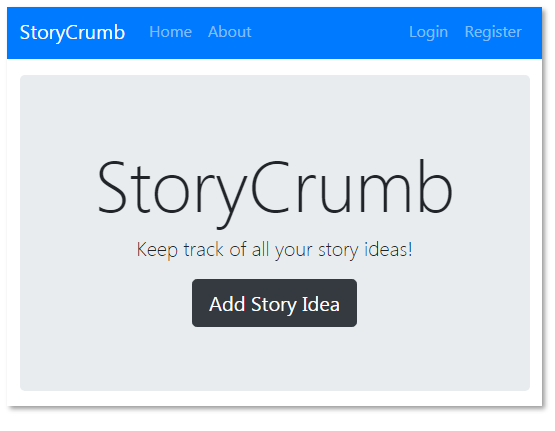 StoryCrumb Home About Login Register
StoryCrumb
Keep track of all your story ideas!
Add Story Idea